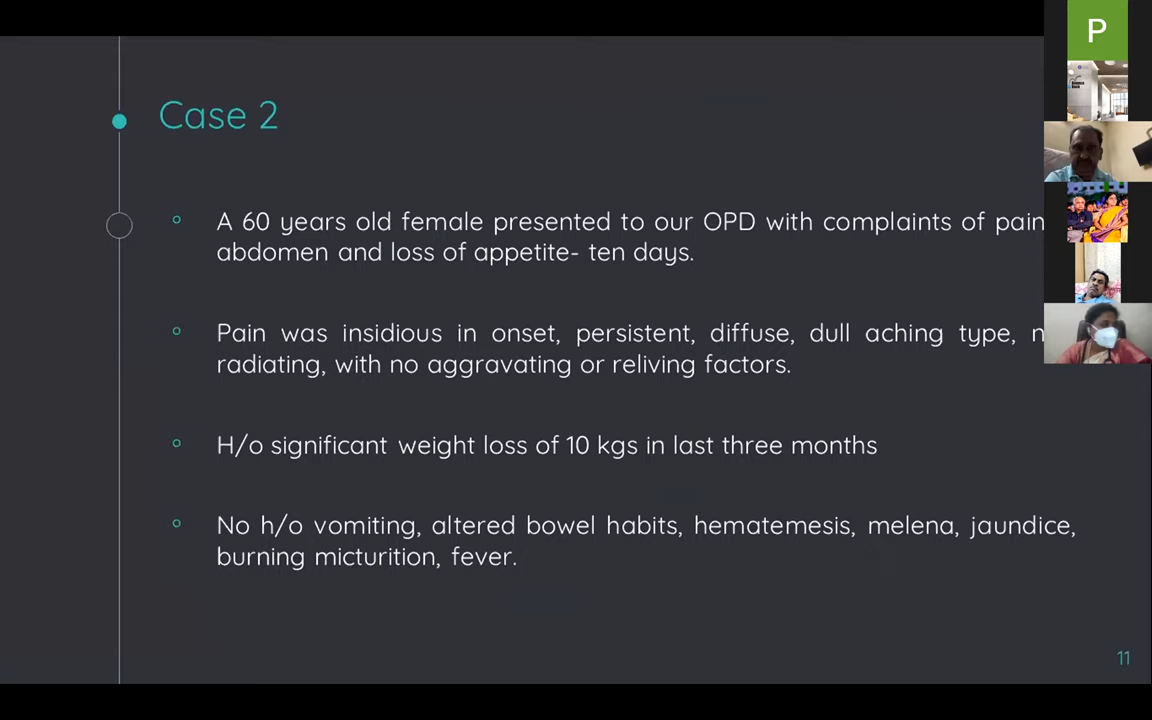 Case 2
A 60 years old female presented to our OPD with complaints of pain
abdomen and loss of appetite- ten days.
Pain was insidious in onset, persistent, diffuse, dull aching type,
radiating, with no aggravating or reliving factors.
H/o significant weight loss of 10 kgs in last three months
No h/o vomiting, altered bowel habits, hematemesis, melena, jaundice,
burning micturition, fever.
11
P